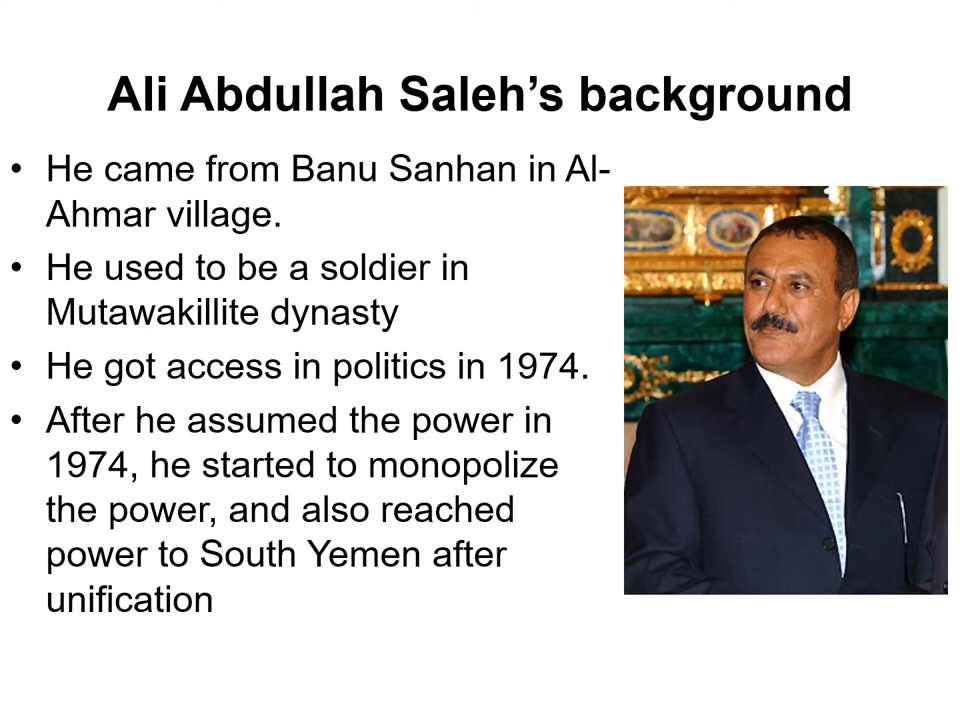 Ali Abdullah Saleh’s background
• He came from Banu Sanhan in Al-
Ahmar village.
• He used to be a soldier in
Mutawakillite dynasty
• He got access in politics in 1974.
• After he assumed the power in
1974, he started to monopolize
the power, and also reached
power to South Yemen after
unification